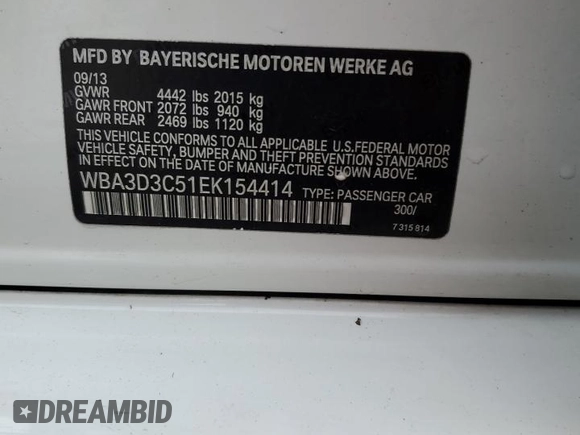 MFD BY BAYERISCHE MOTOREN WERKE AG
09/13
GVWR 4442 lbs 2015 kg
GAWR FRONT 2072 lbs 940 kg
GAWR REAR 2469 lbs 1120 kg
THIS VEHICLE CONFORMS TO ALL APPLICABLE U.S.FEDERAL MOTOR
VEHICLE SAFETY, BUMPER AND THEFT PREVENTION STANDARDS
IN EFFECT ON THE DATE OF MANUFACTURE SHOWN ABOVE.
WBA3D3C51EK154414 TYPE: PASSENGER CAR
300/
7 315 814
DREAMBID